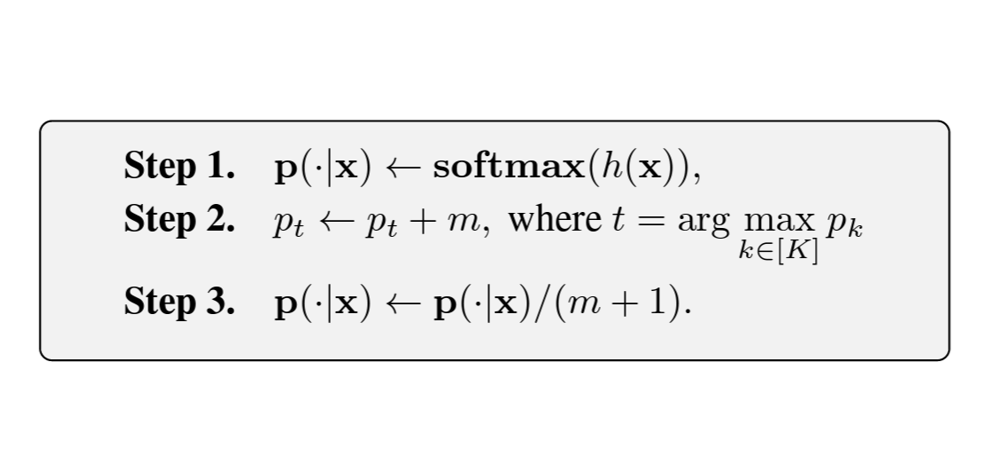 Step 1. p(·|x) ← softmax(h(x)),
Step 2. p_t ← p_t + m, where t = arg max_{k∈[K]} p_k
Step 3. p(·|x) ← p(·|x)/(m + 1).